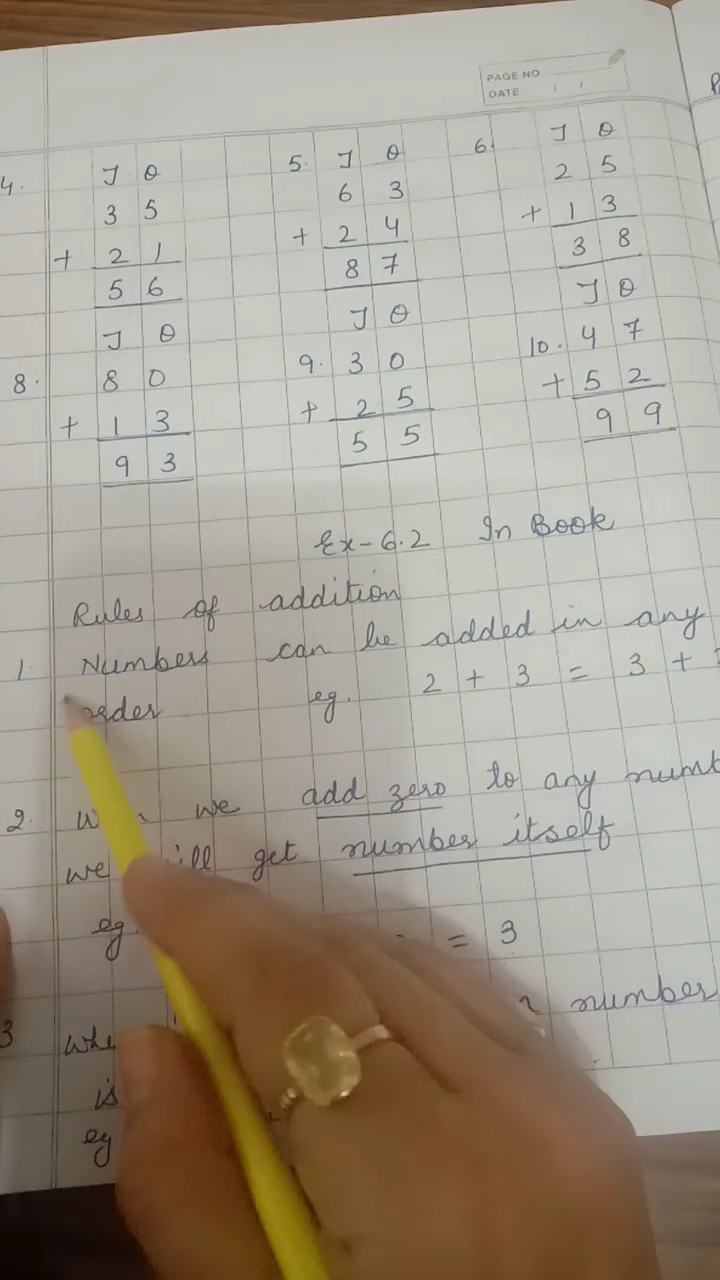 PAGE NO
DATE / /
4. T O
3 5
+ 2 1
5 6
5. T O
6 3
+ 2 4
8 7
6. T O
2 5
+ 1 3
3 8
8. T O
8 0
+ 1 3
9 3
9. T O
3 0
+ 2 5
5 5
10. T O
4 7
+ 5 2
9 9
Ex-6.2 In Book
Rules of addition
1. Numbers can be added in any
order eg. 2 + 3 = 3 +
2. we add zero to any
we get number itself
eg. = 3
3 number
is
eg